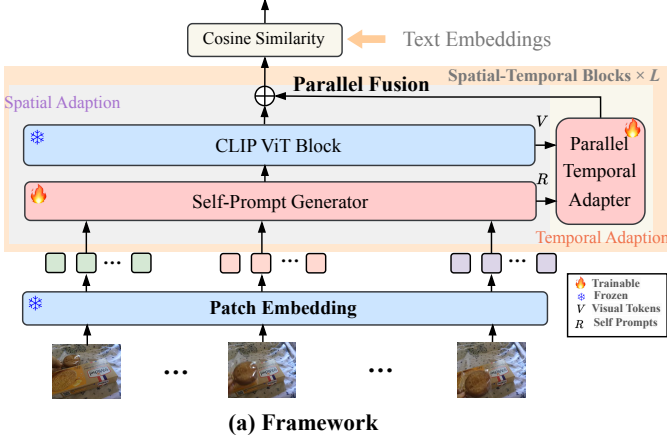 Cosine Similarity
Text Embeddings
Parallel Fusion
Spatial-Temporal Blocks × L
Spatial Adaption
CLIP ViT Block
V
Parallel
Temporal
Adapter
R
Self-Prompt Generator
Temporal Adaption
...
...
...
Patch Embedding
Trainable
Frozen
V Visual Tokens
R Self Prompts
...
...
(a) Framework